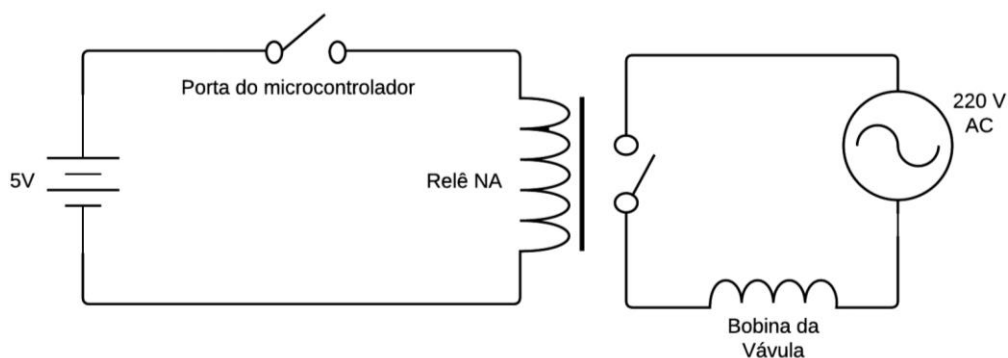 Porta do microcontrolador
220 V
AC
5V
Relê NA
Bobina da
Vávula